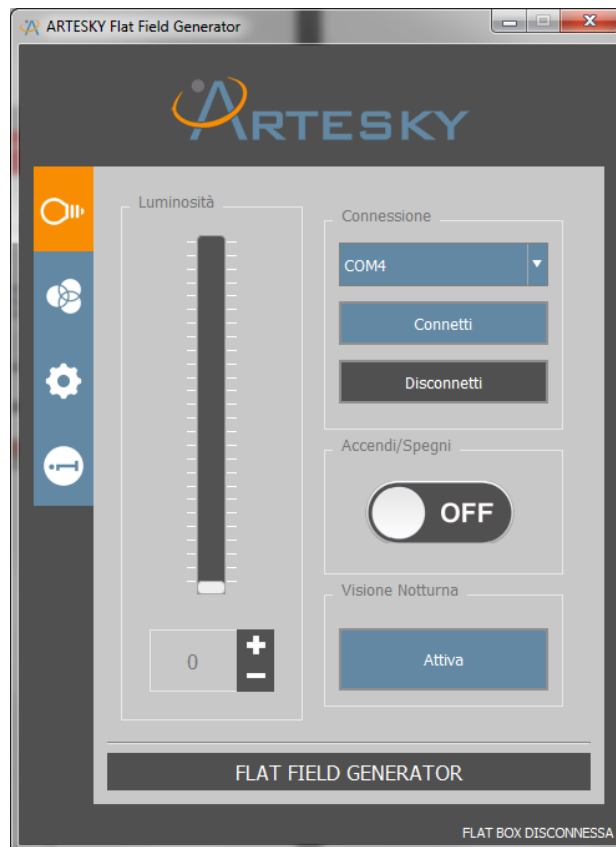 ARTESKY Flat Field Generator
ARTESKY
Luminosità
Connessione
COM4
Connetti
Disconnetti
Accendi/Spegni
OFF
Visione Notturna
0
Attiva
FLAT FIELD GENERATOR
FLAT BOX DISCONNESSA